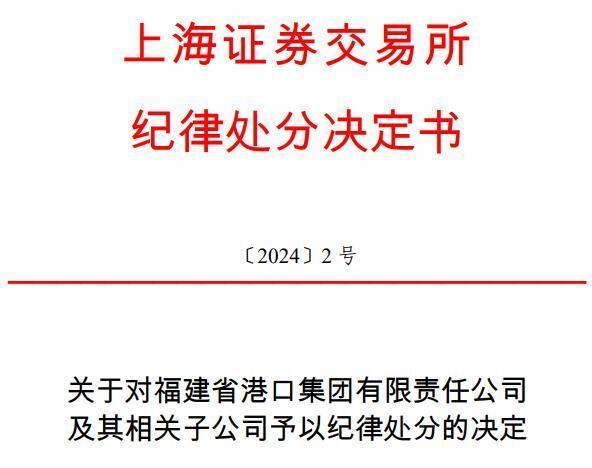 上海证券交易所
纪律处分决定书
〔2024〕2 号
关于对福建省港口集团有限责任公司
及其相关子公司予以纪律处分的决定